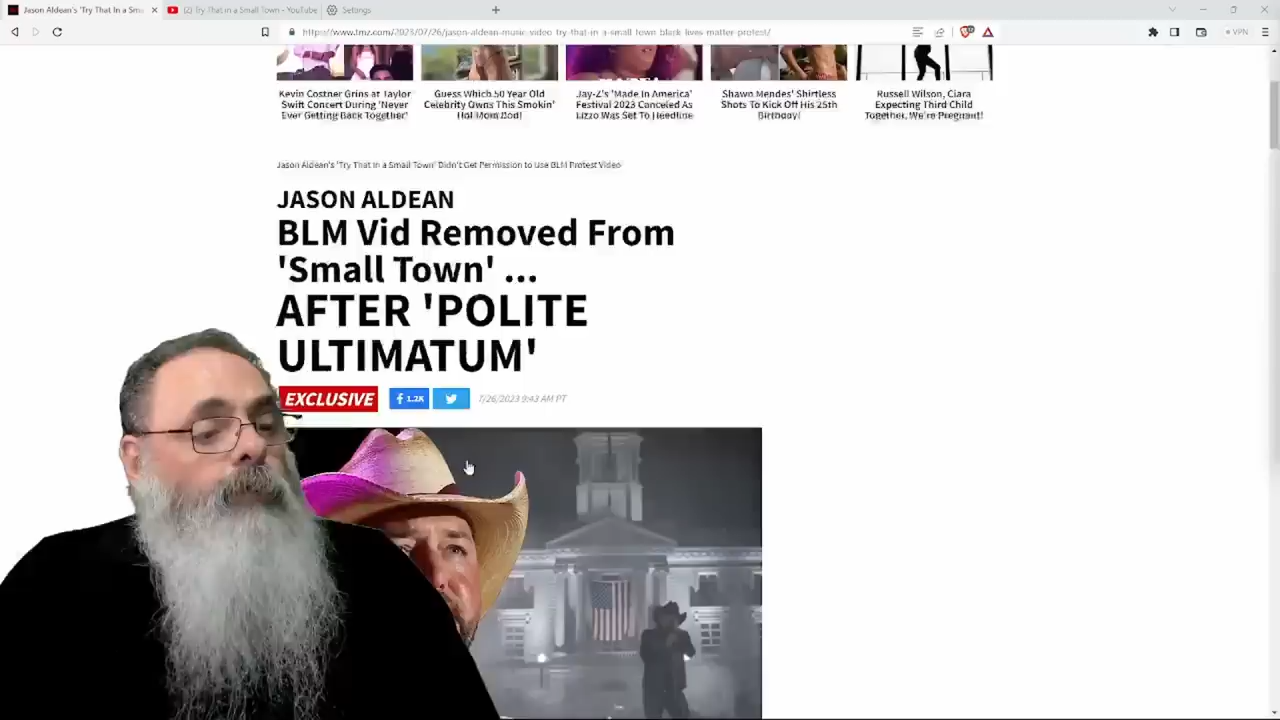 Jason Aldean's 'Try That In a Sma
(2) Try That in a Small Town - YouTube
Settings
https://www.tmz.com/2023/07/26/jason-aldean-music-video-try-that-in-a-small-town-black-lives-matter-protest/
VPN
Kevin Costner Grins at Taylor
Swift Concert During 'Never
Ever Getting Back Together'
Guess Which 50 Year Old
Celebrity Owns This Smokin'
Hot Mom Bod!
Jay-Z's 'Made In America'
Festival 2023 Canceled As
Lizzo Was Set To Headline
Shawn Mendes' Shirtless
Shots To Kick Off His 25th
Birthday!
Russell Wilson, Ciara
Expecting Third Child
Together, We're Pregnant!
Jason Aldean's 'Try That In a Small Town' Didn't Get Permission to Use BLM Protest Video
JASON ALDEAN
BLM Vid Removed From
'Small Town' ...
AFTER 'POLITE
ULTIMATUM'
EXCLUSIVE
1.2K
7/26/2023 9:43 AM PT